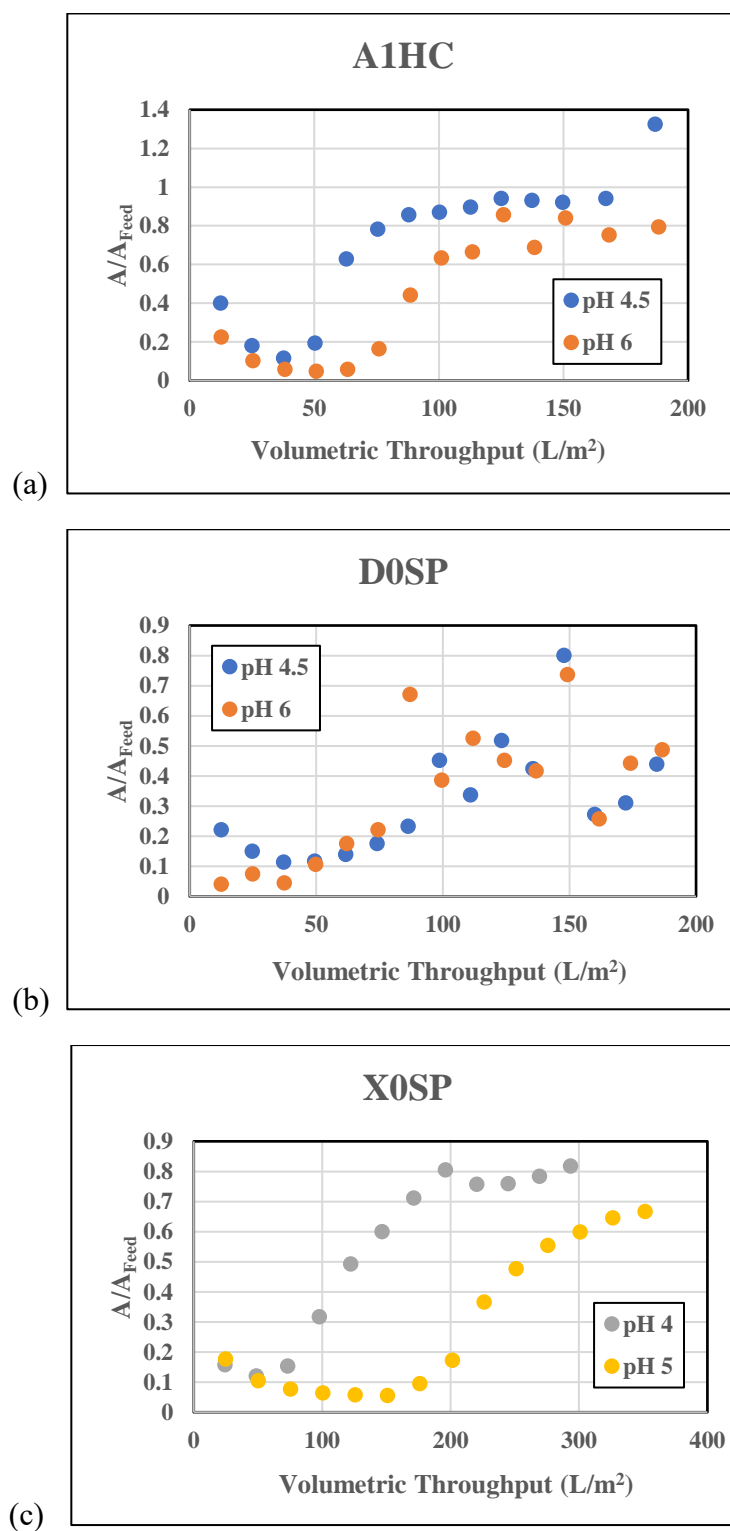 A1HC
1.4
1.2
1
0.8
0.6
0.4
0.2
0
A/A_Feed
pH 4.5
pH 6
0 50 100 150 200
Volumetric Throughput (L/m²)
(a)
D0SP
0.9
0.8
0.7
0.6
0.5
0.4
0.3
0.2
0.1
0
A/A_Feed
pH 4.5
pH 6
0 50 100 150 200
Volumetric Throughput (L/m²)
(b)
X0SP
0.9
0.8
0.7
0.6
0.5
0.4
0.3
0.2
0.1
0
A/A_Feed
pH 4
pH 5
0 100 200 300 400
Volumetric Throughput (L/m²)
(c)